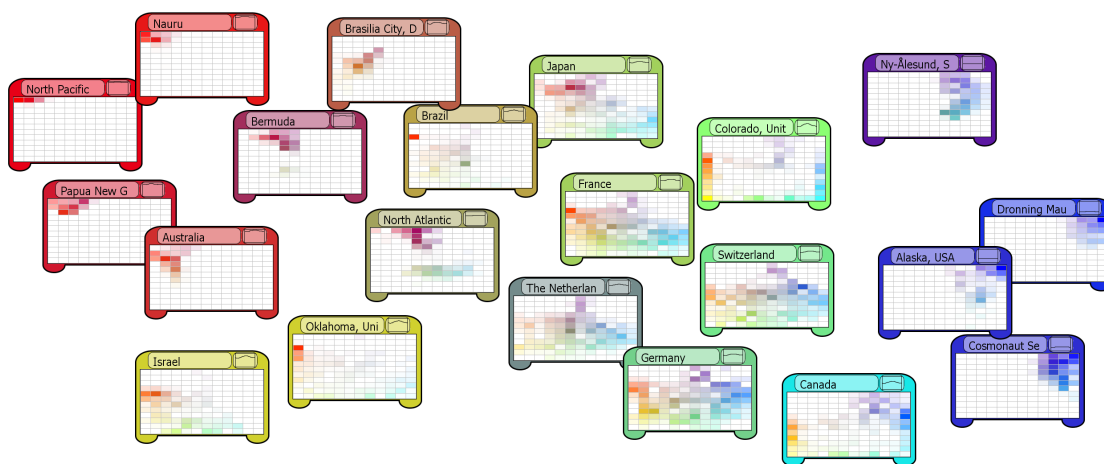 Nauru
Brasilia City, D
Japan
Ny-Ålesund, S
North Pacific
Bermuda
Brazil
Colorado, Unit
Papua New G
France
Dronning Mau
North Atlantic
Australia
Switzerland
Alaska, USA
The Netherlan
Oklahoma, Uni
Cosmonaut Se
Israel
Germany
Canada